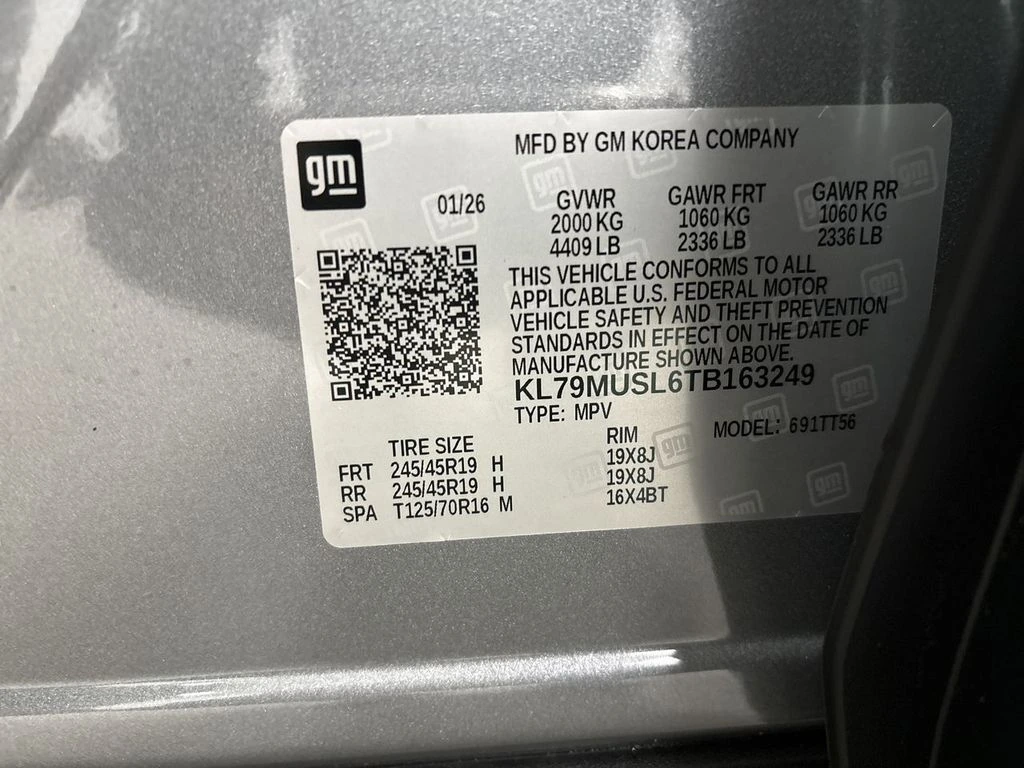 gm
MFD BY GM KOREA COMPANY
01/26
GVWR GAWR FRT GAWR RR
2000 KG 1060 KG 1060 KG
4409 LB 2336 LB 2336 LB
THIS VEHICLE CONFORMS TO ALL
APPLICABLE U.S. FEDERAL MOTOR
VEHICLE SAFETY AND THEFT PREVENTION
STANDARDS IN EFFECT ON THE DATE OF
MANUFACTURE SHOWN ABOVE.
KL79MUSL6TB163249
TYPE: MPV MODEL: 691TT56
TIRE SIZE RIM
FRT 245/45R19 H 19X8J
RR 245/45R19 H 19X8J
SPA T125/70R16 M 16X4BT